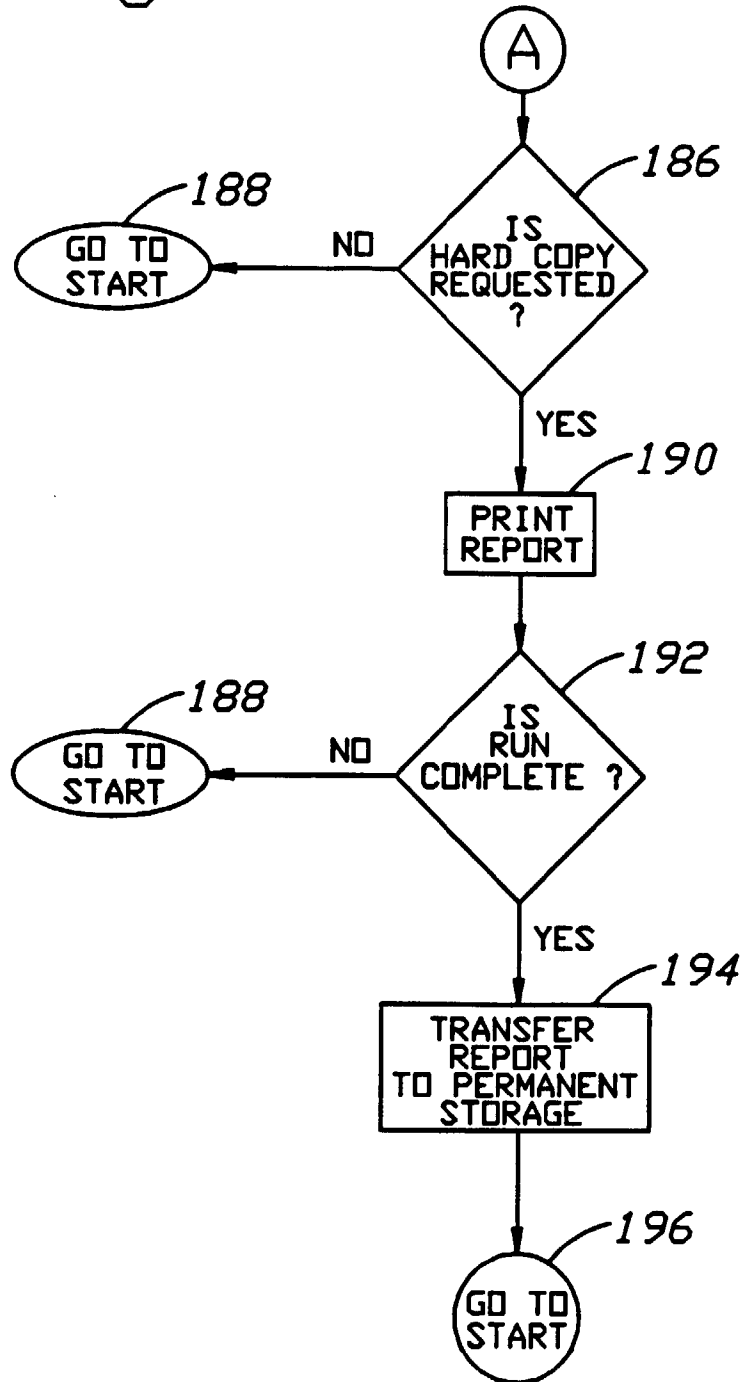 A
186
IS
HARD COPY
REQUESTED
?
NO
188
GO TO
START
YES
190
PRINT
REPORT
192
IS
RUN
COMPLETE ?
NO
188
GO TO
START
YES
194
TRANSFER
REPORT
TO PERMANENT
STORAGE
196
GO TO
START